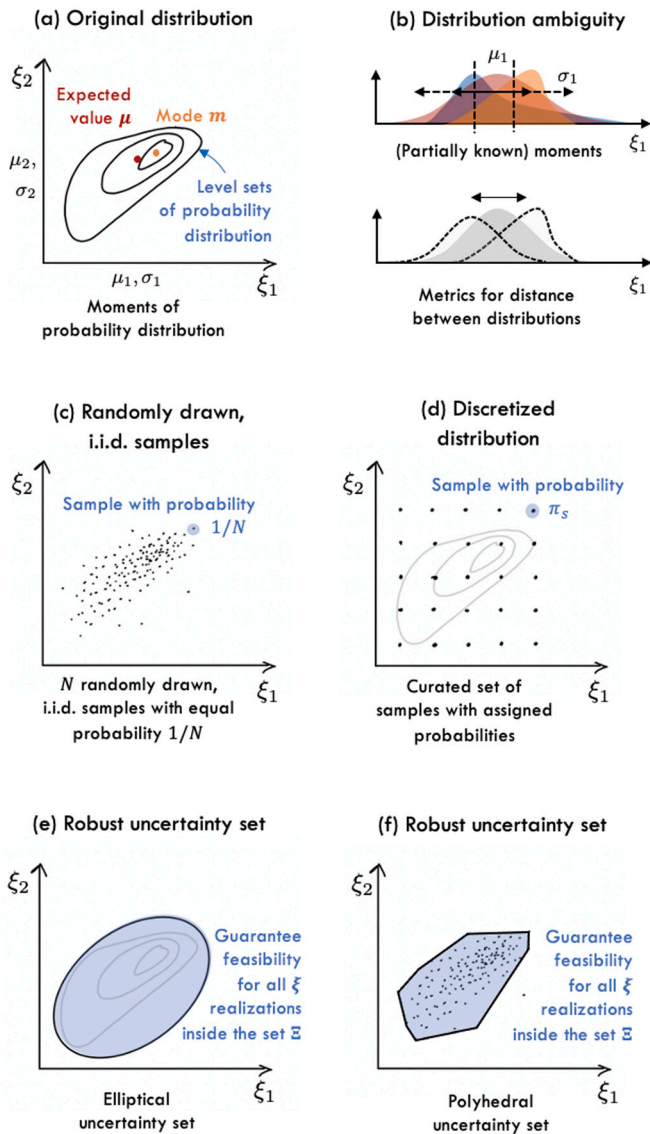 (a) Original distribution
ξ₂
Expected
value μ
Mode m
μ₂,
σ₂
Level sets
of probability
distribution
μ₁, σ₁
ξ₁
Moments of
probability distribution
(b) Distribution ambiguity
μ₁
σ₁
ξ₁
(Partially known) moments
ξ₁
Metrics for distance
between distributions
(c) Randomly drawn,
i.i.d. samples
ξ₂
Sample with probability
1/N
ξ₁
N randomly drawn,
i.i.d. samples with equal
probability 1/N
(d) Discretized
distribution
ξ₂
Sample with probability
πₛ
ξ₁
Curated set of
samples with assigned
probabilities
(e) Robust uncertainty set
ξ₂
Guarantee
feasibility
for all ξ
realizations
inside the set Ξ
ξ₁
Elliptical
uncertainty set
(f) Robust uncertainty set
ξ₂
Guarantee
feasibility
for all ξ
realizations
inside the set Ξ
ξ₁
Polyhedral
uncertainty set